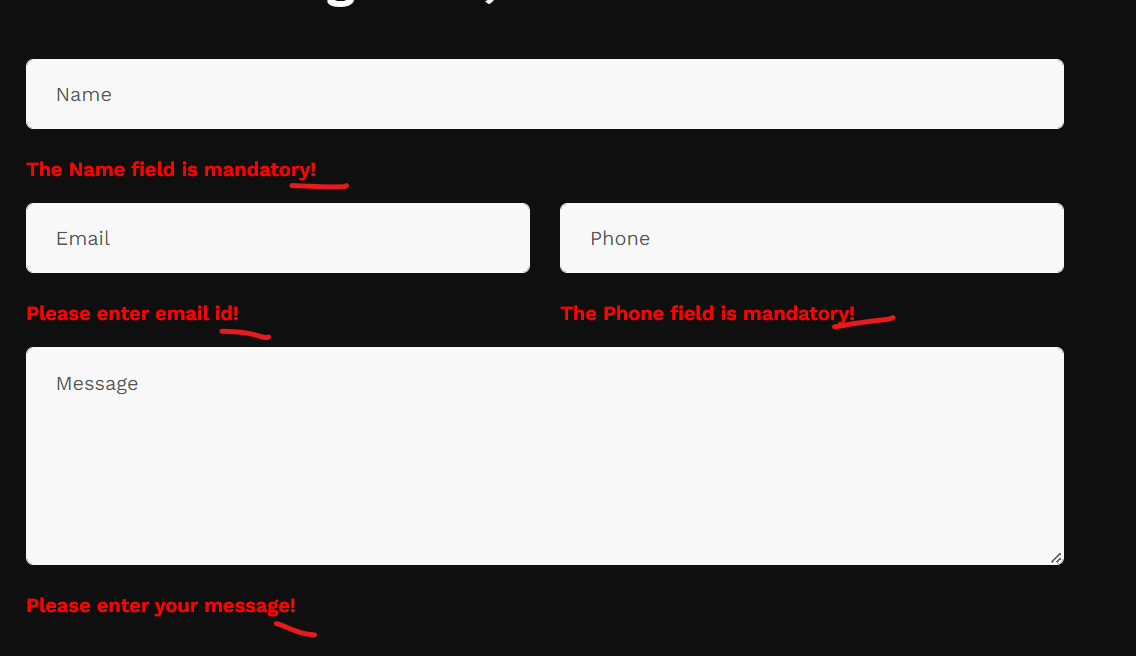 Name
The Name field is mandatory!
Email
Phone
Please enter email id!
The Phone field is mandatory!
Message
Please enter your message!